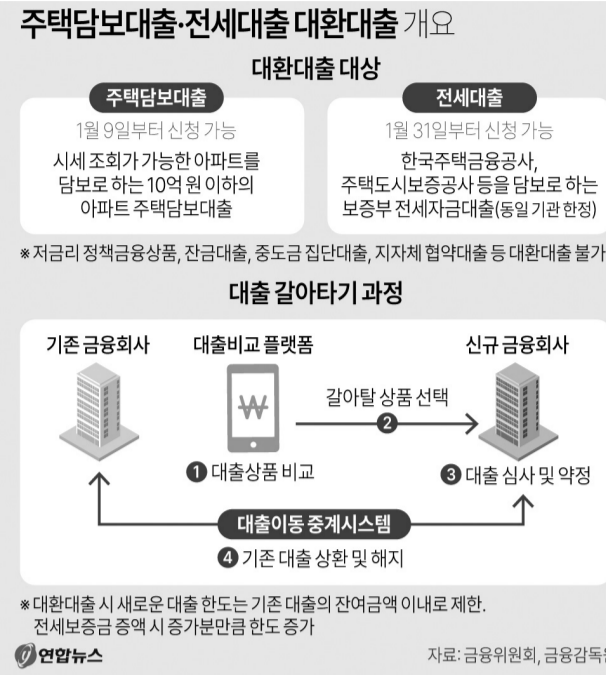 주택담보대출·전세대출 대환대출 개요
대환대출 대상
주택담보대출
1월 9일부터 신청 가능
시세 조회가 가능한 아파트를
담보로 하는 10억 원 이하의
아파트 주택담보대출
전세대출
1월 31일부터 신청 가능
한국주택금융공사,
주택도시보증공사 등을 담보로 하는
보증부 전세자금대출(동일 기관 한정)
※ 저금리 정책금융상품, 잔금대출, 중도금 집단대출, 지자체 협약대출 등 대환대출 불가
대출 갈아타기 과정
기존 금융회사
대출비교 플랫폼
신규 금융회사
₩
갈아탈 상품 선택
2
1 대출상품 비교
3 대출 심사 및 약정
대출이동 중계시스템
4 기존 대출 상환 및 해지
※ 대환대출 시 새로운 대출 한도는 기존 대출의 잔여금액 이내로 제한.
전세보증금 증액 시 증가분만큼 한도 증가
연합뉴스
자료: 금융위원회, 금융감독원